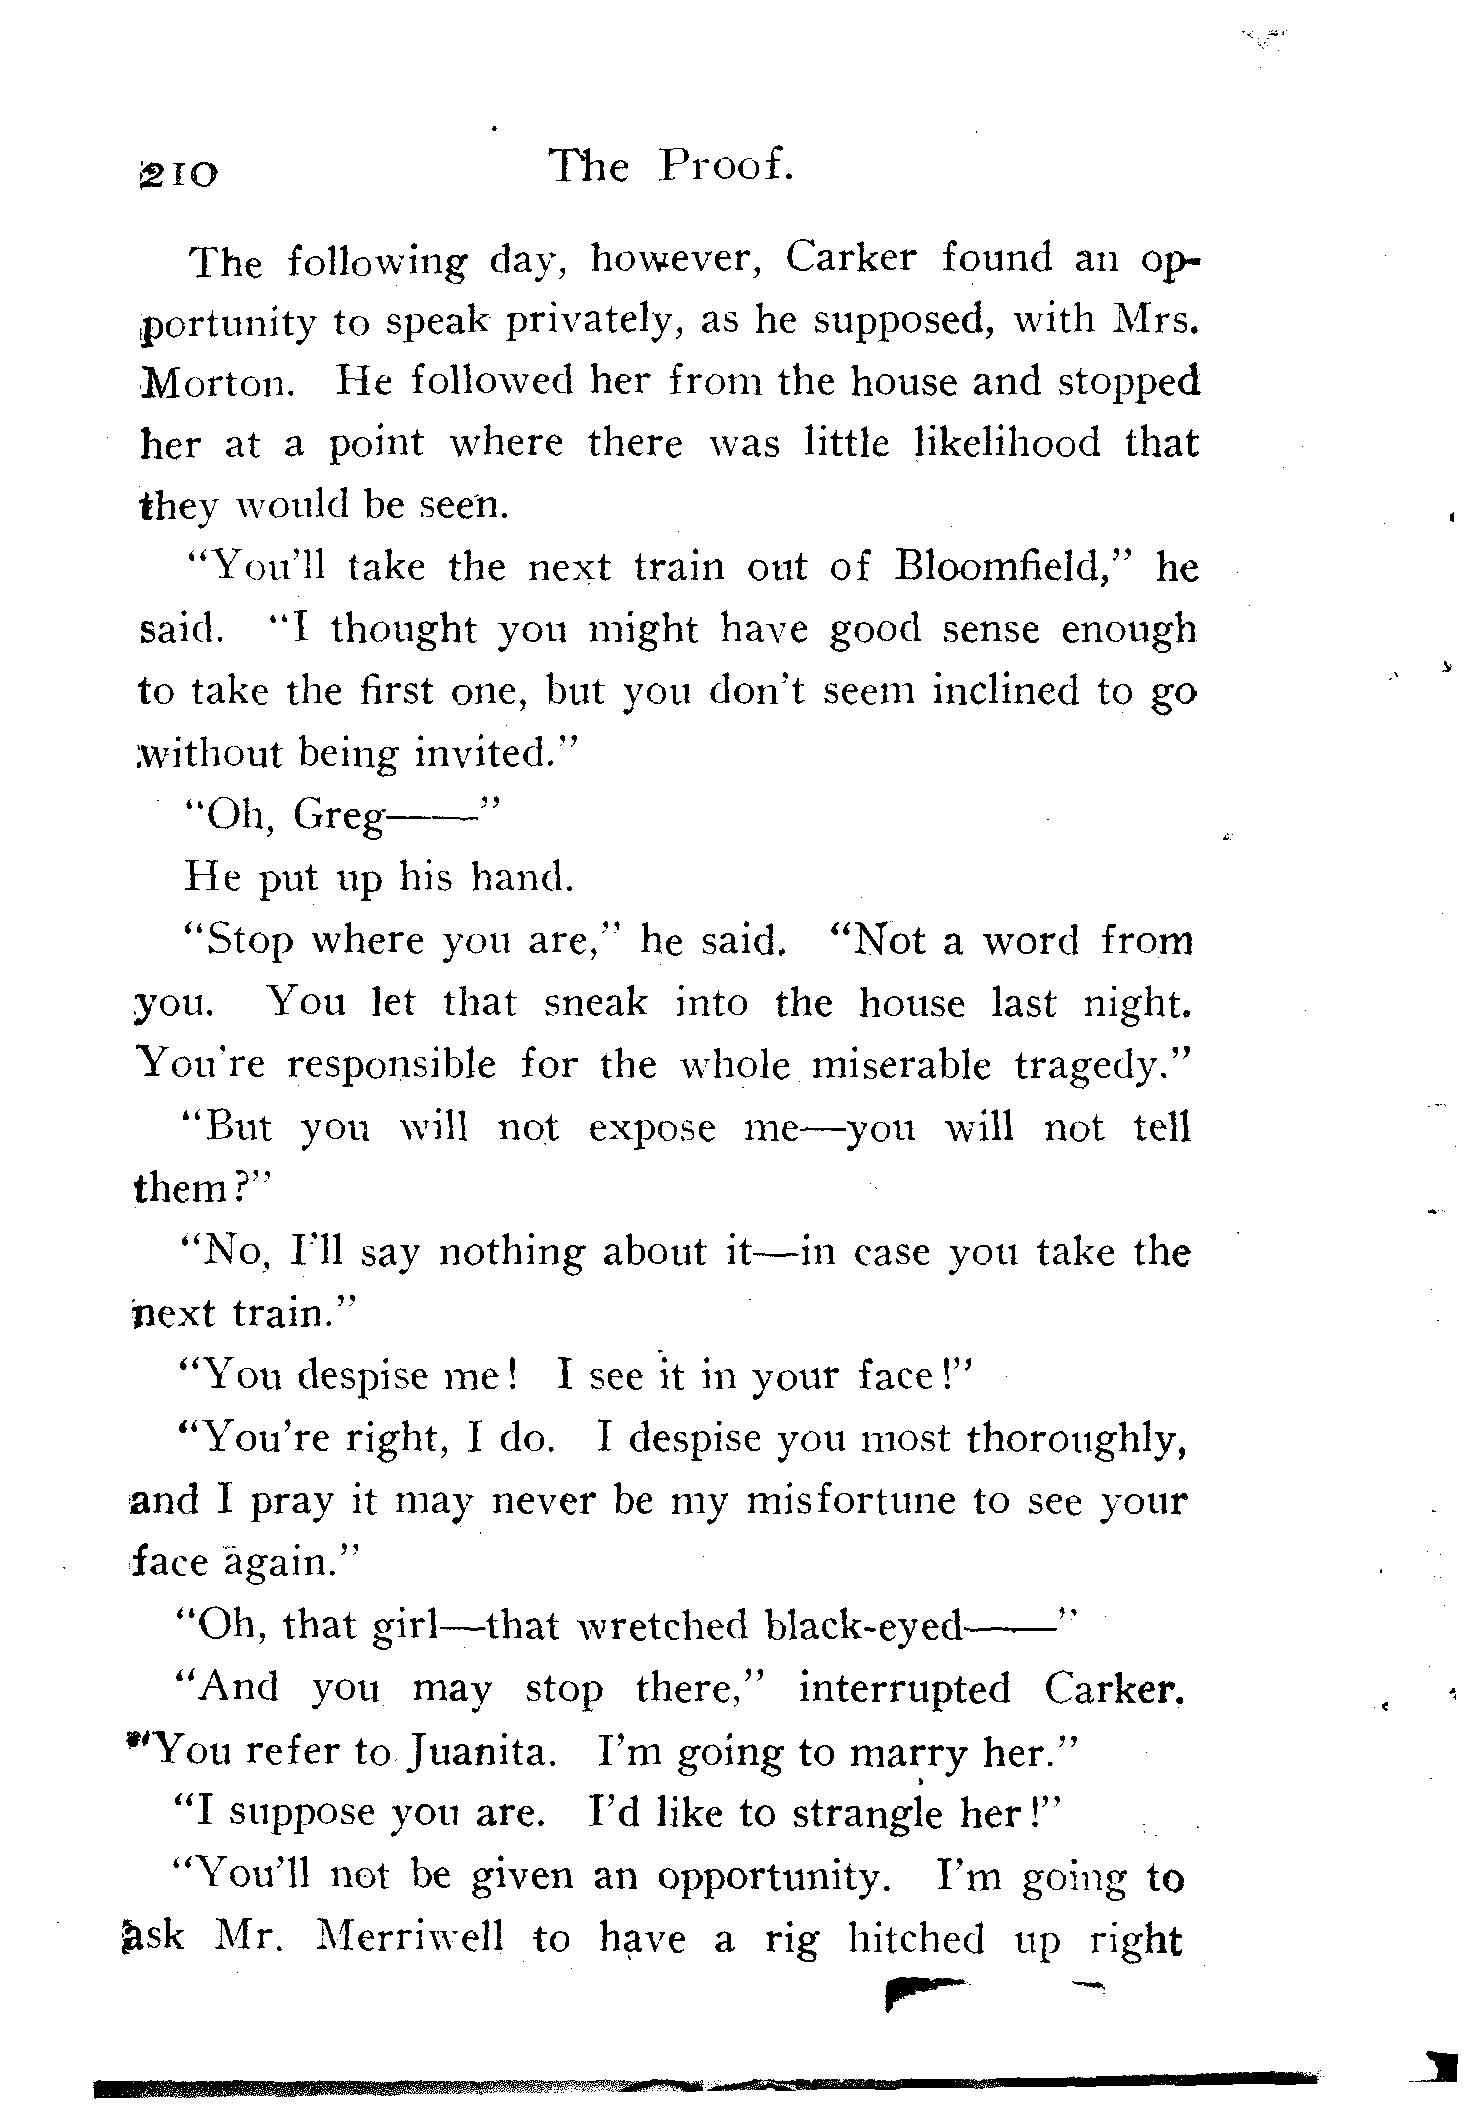 210 The Proof.
The following day, however, Carker found an op-
portunity to speak privately, as he supposed, with Mrs.
Morton. He followed her from the house and stopped
her at a point where there was little likelihood that
they would be seen.
“You’ll take the next train out of Bloomfield,” he
said. “I thought you might have good sense enough
to take the first one, but you don’t seem inclined to go
without being invited.”
“Oh, Greg——”
He put up his hand.
“Stop where you are,” he said. “Not a word from
you. You let that sneak into the house last night.
You’re responsible for the whole miserable tragedy.”
“But you will not expose me—you will not tell
them?”
“No, I’ll say nothing about it—in case you take the
next train.”
“You despise me! I see it in your face!”
“You’re right, I do. I despise you most thoroughly,
and I pray it may never be my misfortune to see your
face again.”
“Oh, that girl—that wretched black-eyed——”
“And you may stop there,” interrupted Carker.
“You refer to Juanita. I’m going to marry her.”
“I suppose you are. I’d like to strangle her!”
“You’ll not be given an opportunity. I’m going to
ask Mr. Merriwell to have a rig hitched up right